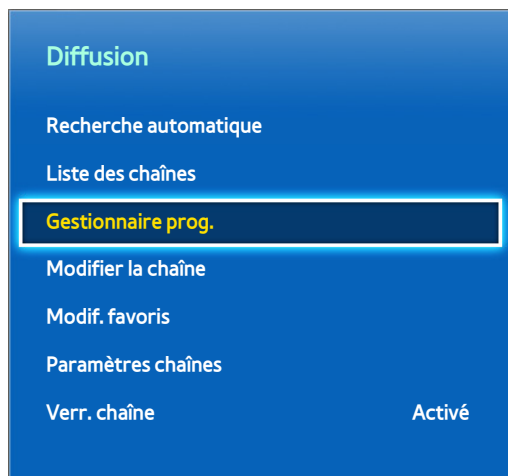 Diffusion
Recherche automatique
Liste des chaînes
Gestionnaire prog.
Modifier la chaîne
Modif. favoris
Paramètres chaînes
Verr. chaîne Activé